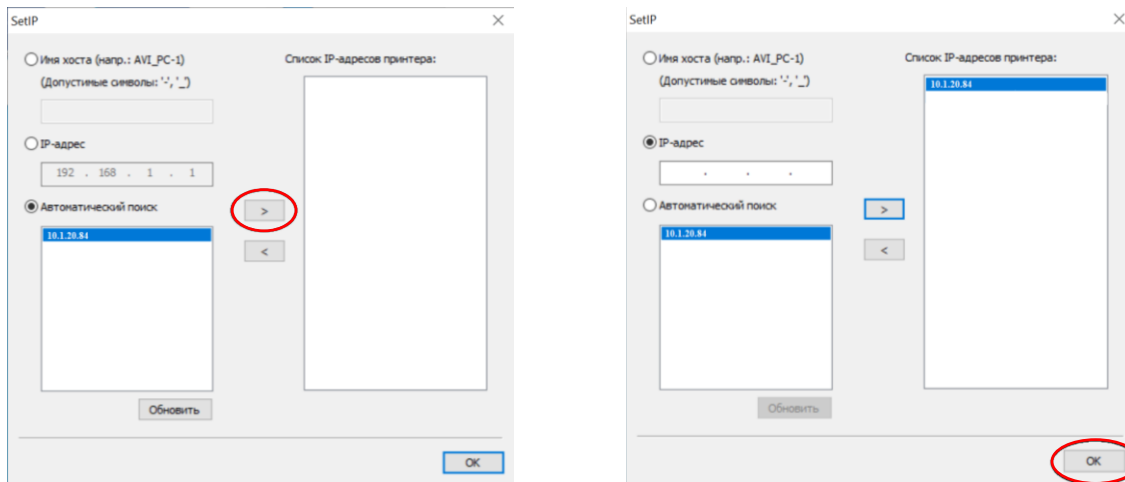 SetIP
Имя хоста (напр.: AVI_PC-1)
(Допустимые символы: '-', '_')
IP-адрес
192 . 168 . 1 . 1
Автоматический поиск
10.1.20.84
Обновить
>
<
Список IP-адресов принтера:
OK
SetIP
Имя хоста (напр.: AVI_PC-1)
(Допустимые символы: '-', '_')
IP-адрес
. . .
Автоматический поиск
10.1.20.84
Обновить
>
<
Список IP-адресов принтера:
10.1.20.84
OK